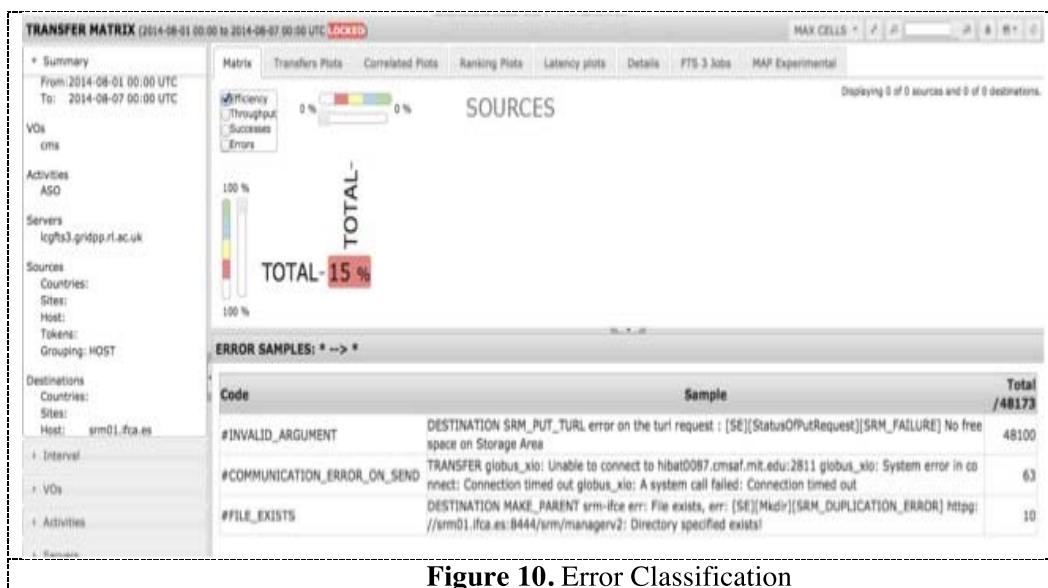 TRANSFER MATRIX (2014-08-01 00:00 to 2014-08-07 00:00 UTC LOCKED)
MAX CELLS
Summary
From: 2014-08-01 00:00 UTC
To: 2014-08-07 00:00 UTC
VOs
cms
Activities
ASO
Servers
lcgfts3.gridpp.rl.ac.uk
Sources
Countries:
Sites:
Host:
Tokens:
Grouping: HOST
Destinations
Countries:
Sites:
Host: srm01.ifca.es
Interval
VOs
Activities
Servers
Matrix Transfers Plots Correlated Plots Ranking Plots Latency plots Details FTS 3 Jobs MAP Experimental
Efficiency
Throughput
Successes
Errors
0 % 0 %
SOURCES
Displaying 0 of 0 sources and 0 of 0 destinations.
100 %
TOTAL-
TOTAL- 15 %
100 %
ERROR SAMPLES: * --> *
Code Sample Total /48173
#INVALID_ARGUMENT DESTINATION SRM_PUT_TURL error on the turl request : [SE][StatusOfPutRequest][SRM_FAILURE] No free
space on Storage Area 48100
#COMMUNICATION_ERROR_ON_SEND TRANSFER globus_xio: Unable to connect to hibat0087.cmsaf.mit.edu:2811 globus_xio: System error in co
nnect: Connection timed out globus_xio: A system call failed: Connection timed out 63
#FILE_EXISTS DESTINATION MAKE_PARENT srm-ifce err: File exists, err: [SE][Mkdir][SRM_DUPLICATION_ERROR] httpg:
//srm01.ifca.es:8444/srm/managerv2: Directory specified exists! 10
Figure 10. Error Classification